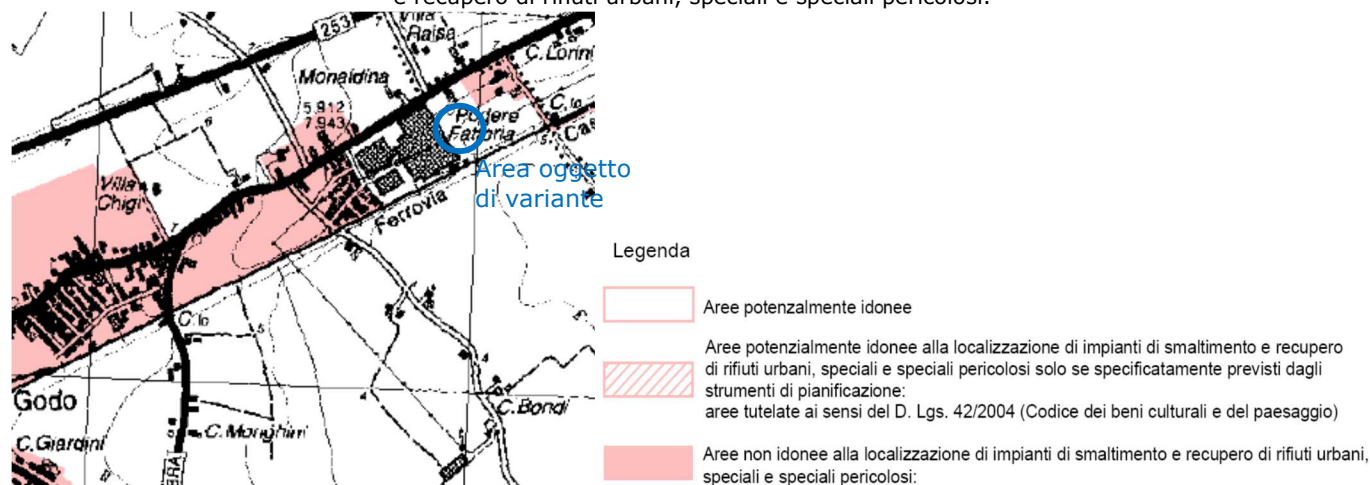 e recupero di rifiuti urbani, speciali e speciali pericolosi.
253
Villa
Raisa
C. Lorini
Monaldina
5.912
7.943
Podere
Fattoria
C. lo
Area oggetto
di variante
Villa
Chigi
Ferrovia
C. lo
Godo
C. Bondi
C. Giardini
Legenda
Aree potenzalmente idonee
Aree potenzialmente idonee alla localizzazione di impianti di smaltimento e recupero
di rifiuti urbani, speciali e speciali pericolosi solo se specificatamente previsti dagli
strumenti di pianificazione:
aree tutelate ai sensi del D. Lgs. 42/2004 (Codice dei beni culturali e del paesaggio)
Aree non idonee alla localizzazione di impianti di smaltimento e recupero di rifiuti urbani,
speciali e speciali pericolosi: